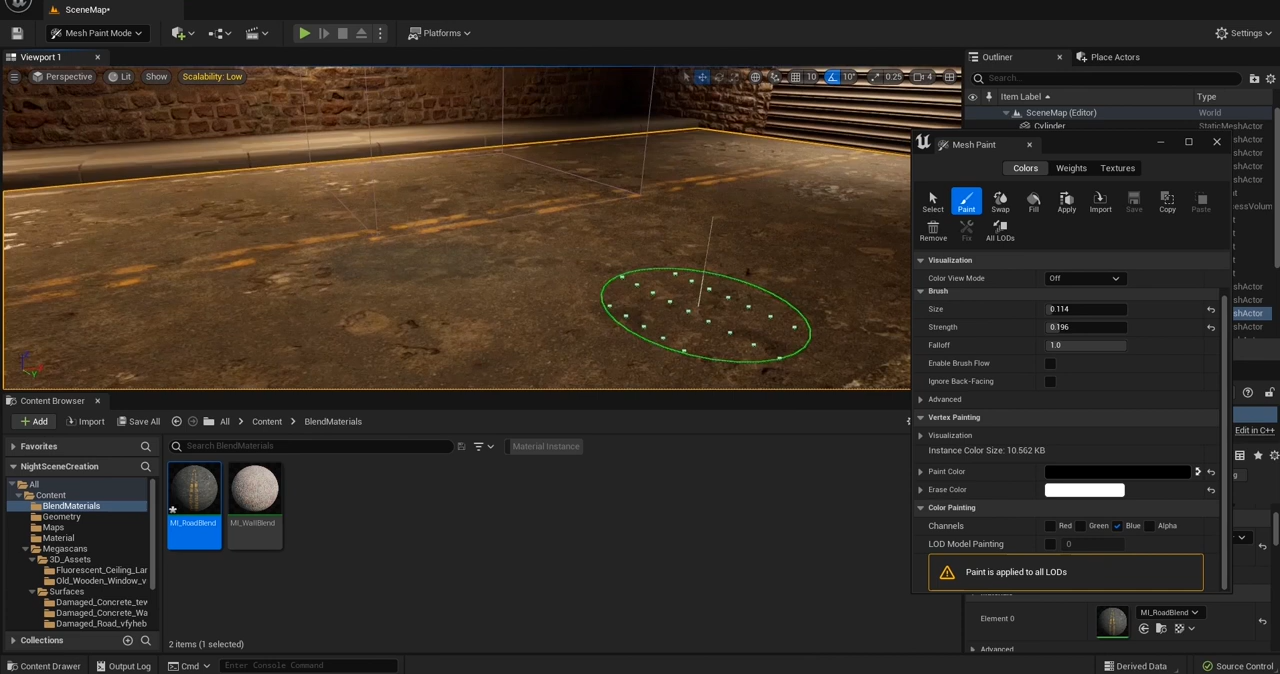 SceneMap•
Mesh Paint Mode
Platforms
Settings
Viewport 1
Outliner
Place Actors
Perspective
Lit
Show
Scalability: Low
10
10°
0.25
4
Search...
Item Label
Type
SceneMap (Editor)
World
Cylinder
StaticMeshActor
Mesh Paint
Colors
Weights
Textures
Select
Paint
Swap
Fill
Apply
Import
Save
Copy
Paste
Remove
Fix
All LODs
Visualization
Color View Mode
Off
Brush
Size
0.114
Strength
0.196
Falloff
1.0
Enable Brush Flow
Ignore Back-Facing
Advanced
Vertex Painting
Visualization
Instance Color Size: 10.562 KB
Paint Color
Erase Color
Color Painting
Channels
Red
Green
Blue
Alpha
LOD Model Painting
0
Paint is applied to all LODs
Edit in C++
Element 0
MI_RoadBlend
Advanced
Content Browser
Add
Import
Save All
All
Content
BlendMaterials
Favorites
Search BlendMaterials
Material Instance
NightSceneCreation
All
Content
BlendMaterials
Geometry
Maps
Material
Megascans
3D_Assets
Fluorescent_Ceiling_Lar
Old_Wooden_Window_v
Surfaces
Damaged_Concrete_tew
Damaged_Concrete_Wa
Damaged_Road_vfyheb
MI_RoadBlend
MI_WallBlend
Collections
2 items (1 selected)
Content Drawer
Output Log
Cmd
Enter Console Command
Derived Data
Source Control